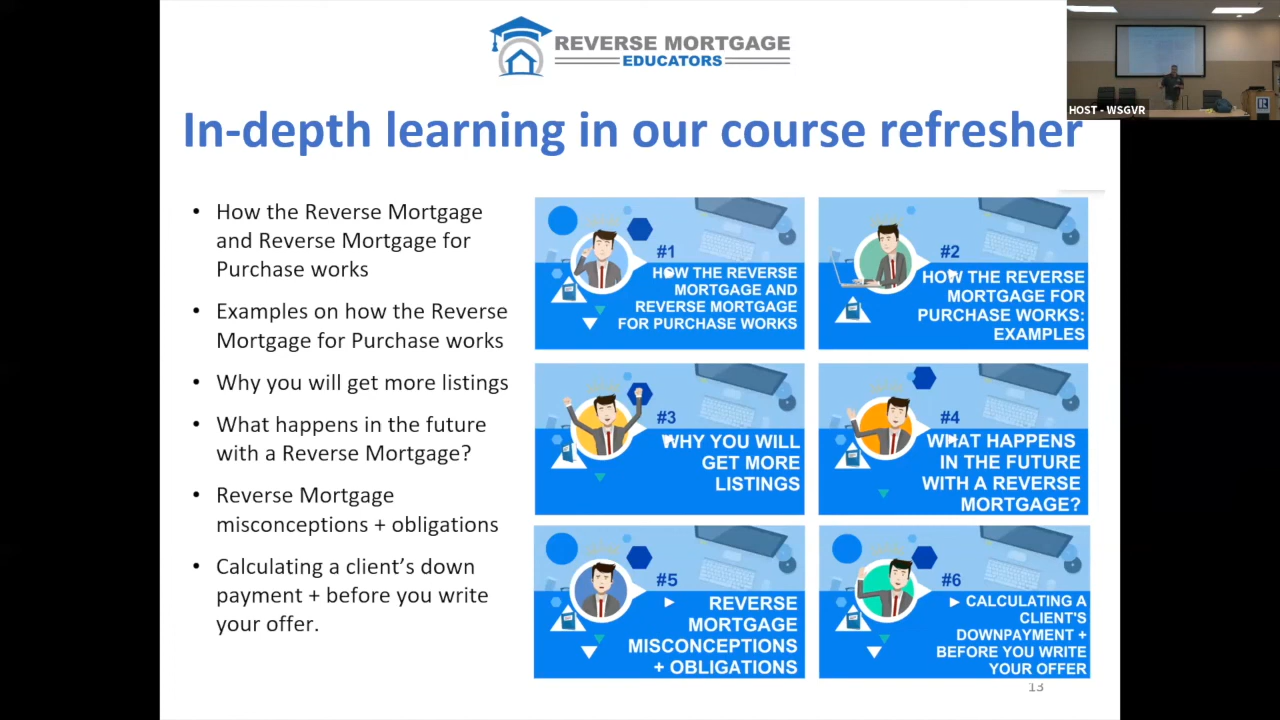 REVERSE MORTGAGE
EDUCATORS
HOST - WSGVR
In-depth learning in our course refresher
• How the Reverse Mortgage
and Reverse Mortgage for
Purchase works
• Examples on how the Reverse
Mortgage for Purchase works
• Why you will get more listings
• What happens in the future
with a Reverse Mortgage?
• Reverse Mortgage
misconceptions + obligations
• Calculating a client’s down
payment + before you write
your offer.
#1
HOW THE REVERSE
MORTGAGE AND
REVERSE MORTGAGE
FOR PURCHASE WORKS
#2
HOW THE REVERSE
MORTGAGE FOR
PURCHASE WORKS:
EXAMPLES
#3
WHY YOU WILL
GET MORE
LISTINGS
#4
WHAT HAPPENS
IN THE FUTURE
WITH A REVERSE
MORTGAGE?
#5
REVERSE
MORTGAGE
MISCONCEPTIONS
+ OBLIGATIONS
#6
CALCULATING A
CLIENT'S
DOWNPAYMENT +
BEFORE YOU WRITE
YOUR OFFER
13